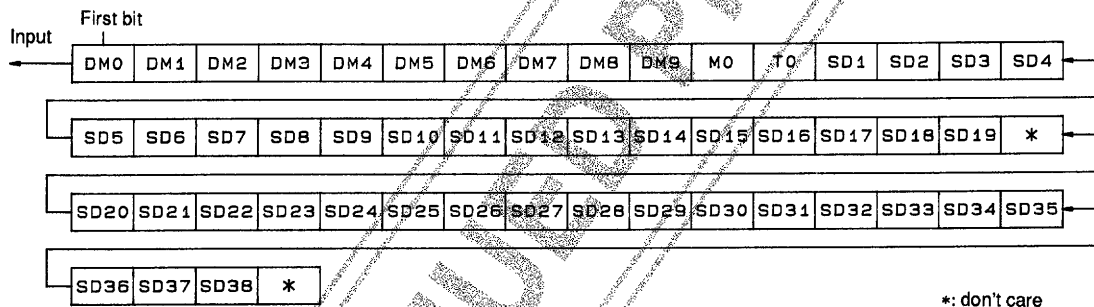 First bit
Input
DM0 DM1 DM2 DM3 DM4 DM5 DM6 DM7 DM8 DM9 M0 T0 SD1 SD2 SD3 SD4
SD5 SD6 SD7 SD8 SD9 SD10 SD11 SD12 SD13 SD14 SD15 SD16 SD17 SD18 SD19 *
SD20 SD21 SD22 SD23 SD24 SD25 SD26 SD27 SD28 SD29 SD30 SD31 SD32 SD33 SD34 SD35
SD36 SD37 SD38 *
*: don't care